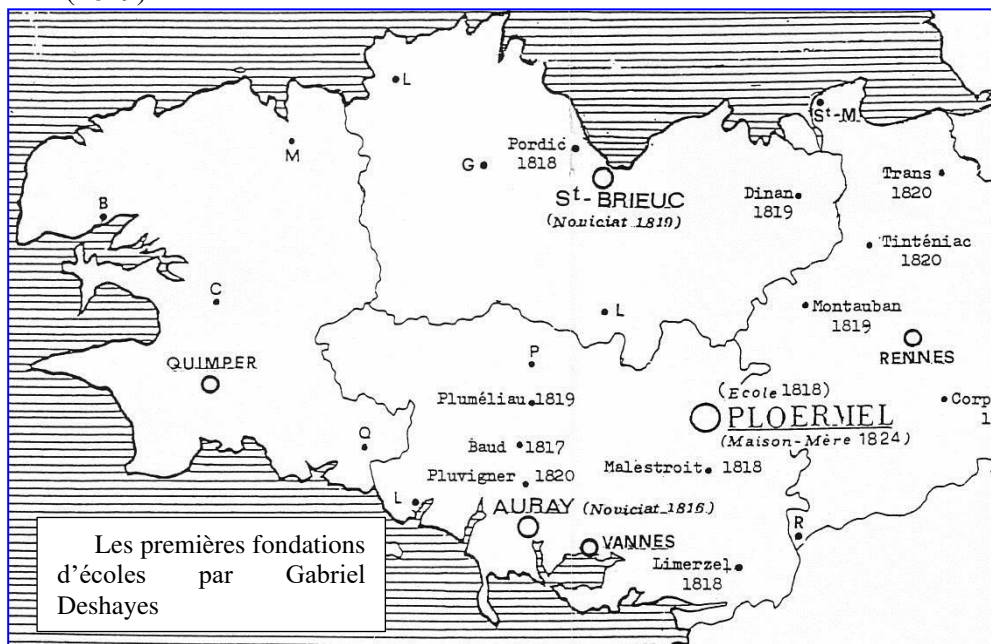 L
M
G
Pordic
1818
St-M
St-BRIEUC
(Noviciat 1819)
Dinan
1819
Trans
1820
B
Tinténiac
1820
C
L
Montauban
1819
QUIMPER
RENNES
P
(Ecole 1818)
Pluméliau 1819
PLOERMEL
(Maison-Mère 1824)
Corp
1
Q
Baud 1817
Malestroit 1818
Pluvigner 1820
L
AURAY (Noviciat 1816)
R
VANNES
Limerzel
1818
Les premières fondations
d'écoles par Gabriel
Deshayes